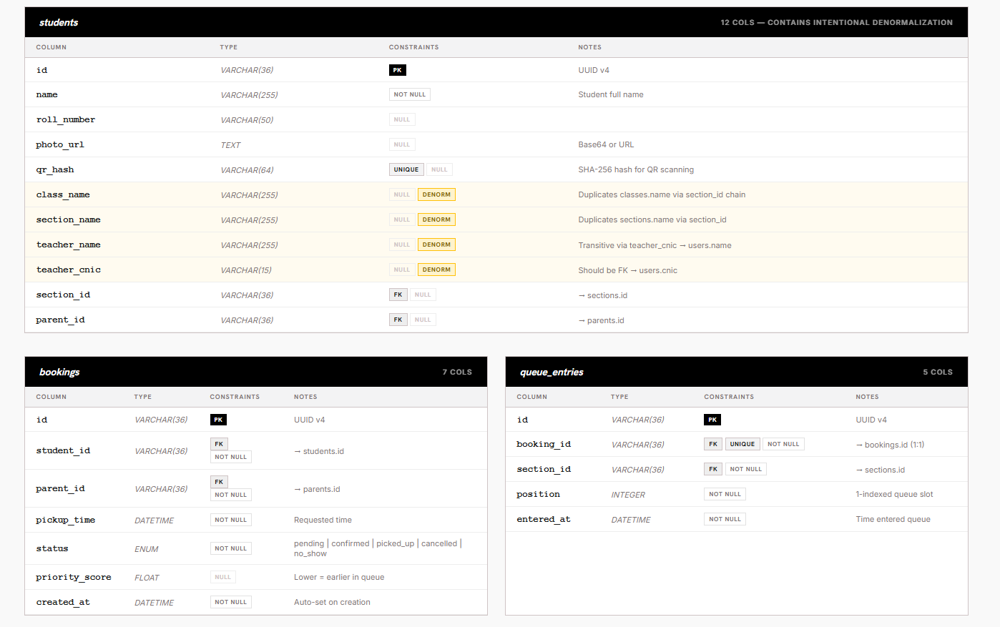 students 12 COLS — CONTAINS INTENTIONAL DENORMALIZATION
COLUMN TYPE CONSTRAINTS NOTES
id VARCHAR(36) PK UUID v4
name VARCHAR(255) NOT NULL Student full name
roll_number VARCHAR(50) NULL
photo_url TEXT NULL Base64 or URL
qr_hash VARCHAR(64) UNIQUE NULL SHA-256 hash for QR scanning
class_name VARCHAR(255) NULL DENORM Duplicates classes.name via section_id chain
section_name VARCHAR(255) NULL DENORM Duplicates sections.name via section_id
teacher_name VARCHAR(255) NULL DENORM Transitive via teacher_cnic → users.name
teacher_cnic VARCHAR(15) NULL DENORM Should be FK → users.cnic
section_id VARCHAR(36) FK NULL → sections.id
parent_id VARCHAR(36) FK NULL → parents.id
bookings 7 COLS
COLUMN TYPE CONSTRAINTS NOTES
id VARCHAR(36) PK UUID v4
student_id VARCHAR(36) FK NOT NULL → students.id
parent_id VARCHAR(36) FK NOT NULL → parents.id
pickup_time DATETIME NOT NULL Requested time
status ENUM NOT NULL pending | confirmed | picked_up | cancelled |
no_show
priority_score FLOAT NULL Lower = earlier in queue
created_at DATETIME NOT NULL Auto-set on creation
queue_entries 5 COLS
COLUMN TYPE CONSTRAINTS NOTES
id VARCHAR(36) PK UUID v4
booking_id VARCHAR(36) FK UNIQUE NOT NULL → bookings.id (1:1)
section_id VARCHAR(36) FK NOT NULL → sections.id
position INTEGER NOT NULL 1-indexed queue slot
entered_at DATETIME NOT NULL Time entered queue